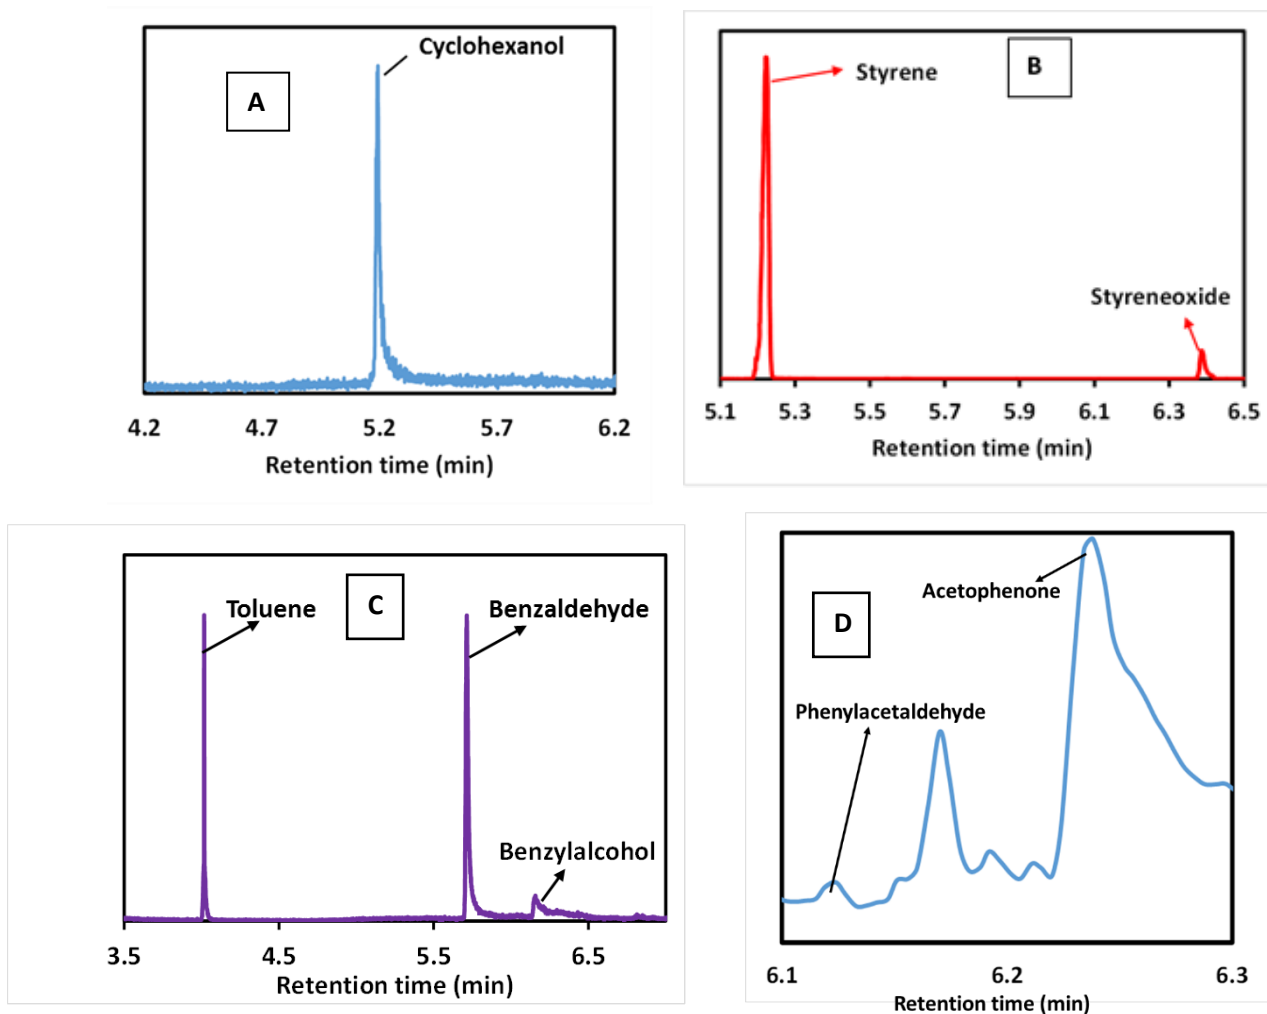 Cyclohexanol
A
4.2 4.7 5.2 5.7 6.2
Retention time (min)
B
Styrene
Styreneoxide
5.1 5.3 5.5 5.7 5.9 6.1 6.3 6.5
Retention time (min)
C
Toluene
Benzaldehyde
Benzylalcohol
3.5 4.5 5.5 6.5
Retention time (min)
Acetophenone
D
Phenylacetaldehyde
6.1 6.2 6.3
Retention time (min)